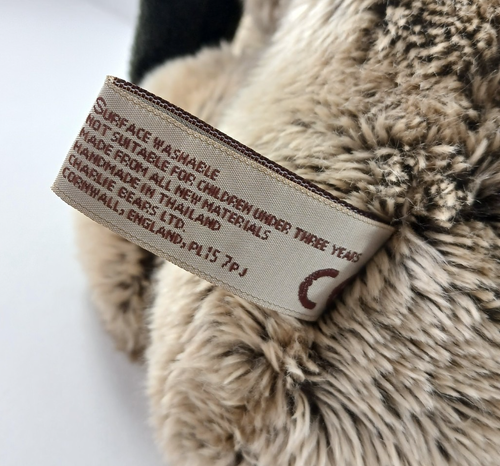 SURFACE WASHABLE
NOT SUITABLE FOR CHILDREN UNDER THREE YEARS
MADE FROM ALL NEW MATERIALS
HANDMADE IN THAILAND
CHARLIE BEARS LTD.
CORNWALL, ENGLAND, PL15 7PJ
C